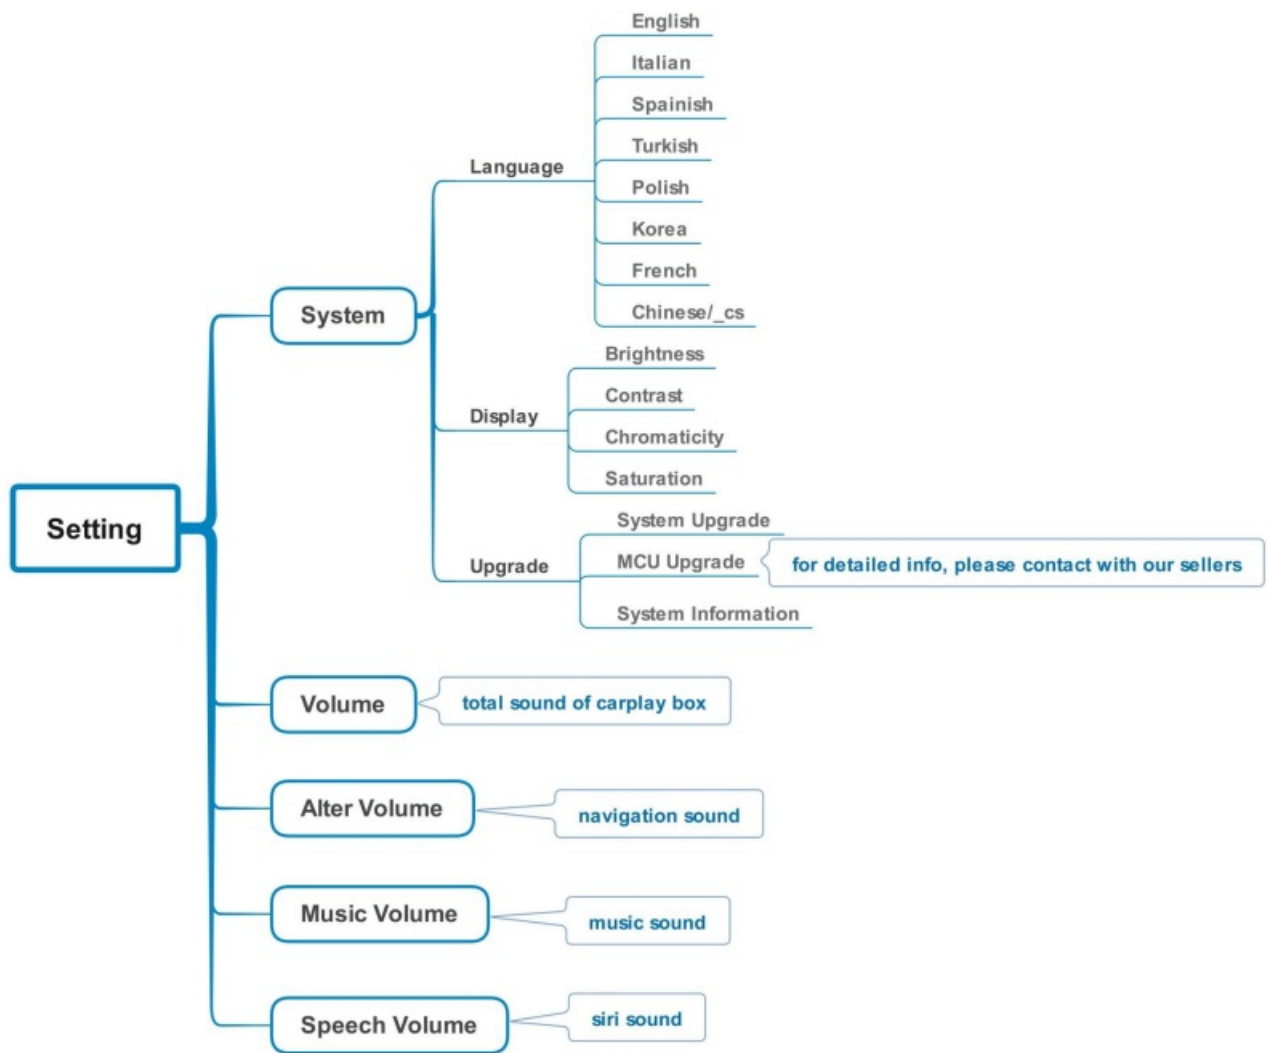 Setting
System
Language
English
Italian
Spainish
Turkish
Polish
Korea
French
Chinese/_cs
Display
Brightness
Contrast
Chromaticity
Saturation
Upgrade
System Upgrade
MCU Upgrade
for detailed info, please contact with our sellers
System Information
Volume
total sound of carplay box
Alter Volume
navigation sound
Music Volume
music sound
Speech Volume
siri sound